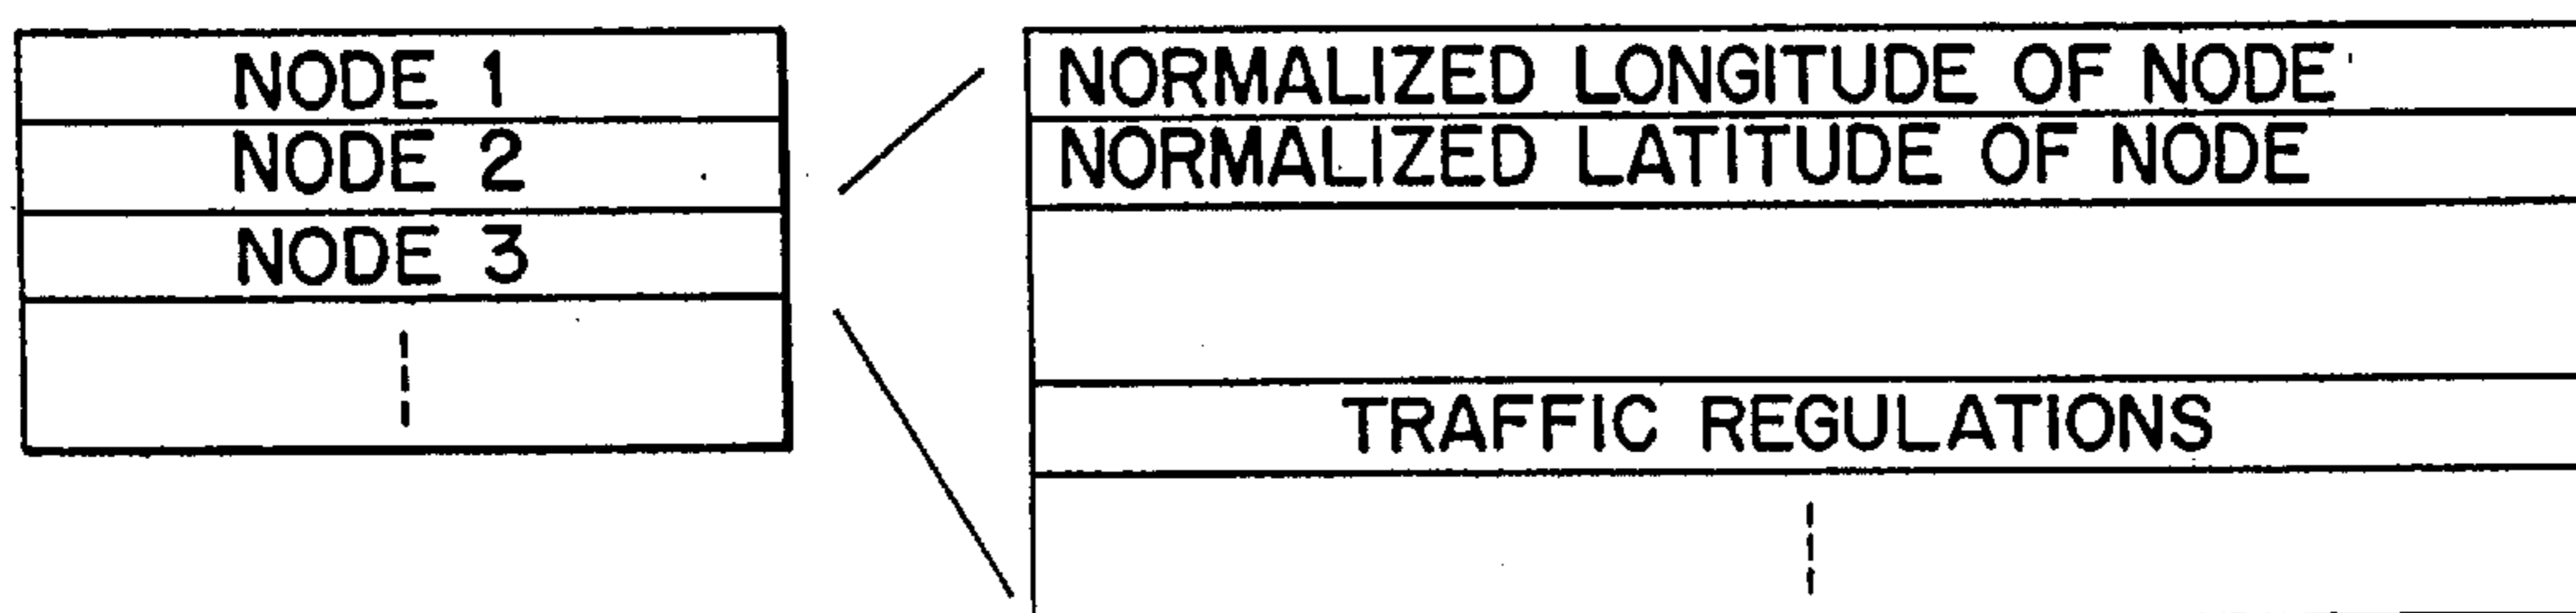 NODE 1
NODE 2
NODE 3
NORMALIZED LONGITUDE OF NODE
NORMALIZED LATITUDE OF NODE
TRAFFIC REGULATIONS